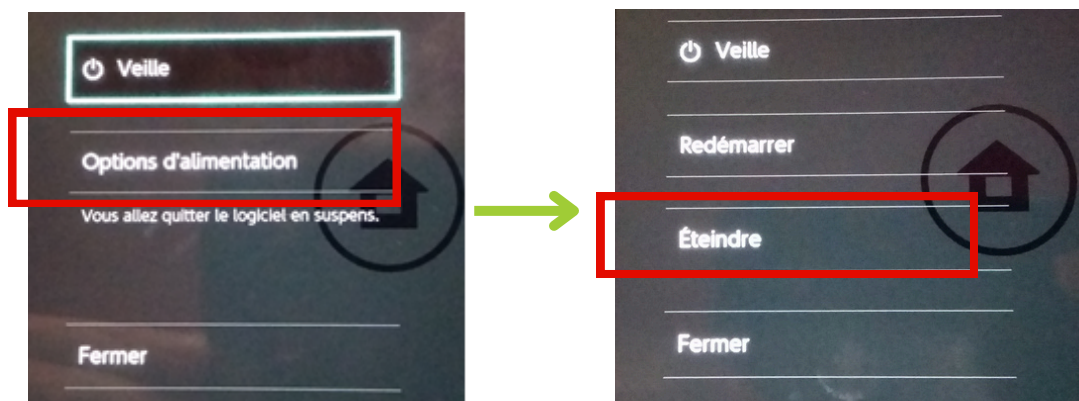 Veille
Options d'alimentation
Vous allez quitter le logiciel en suspens.
Fermer
Veille
Redémarrer
Éteindre
Fermer